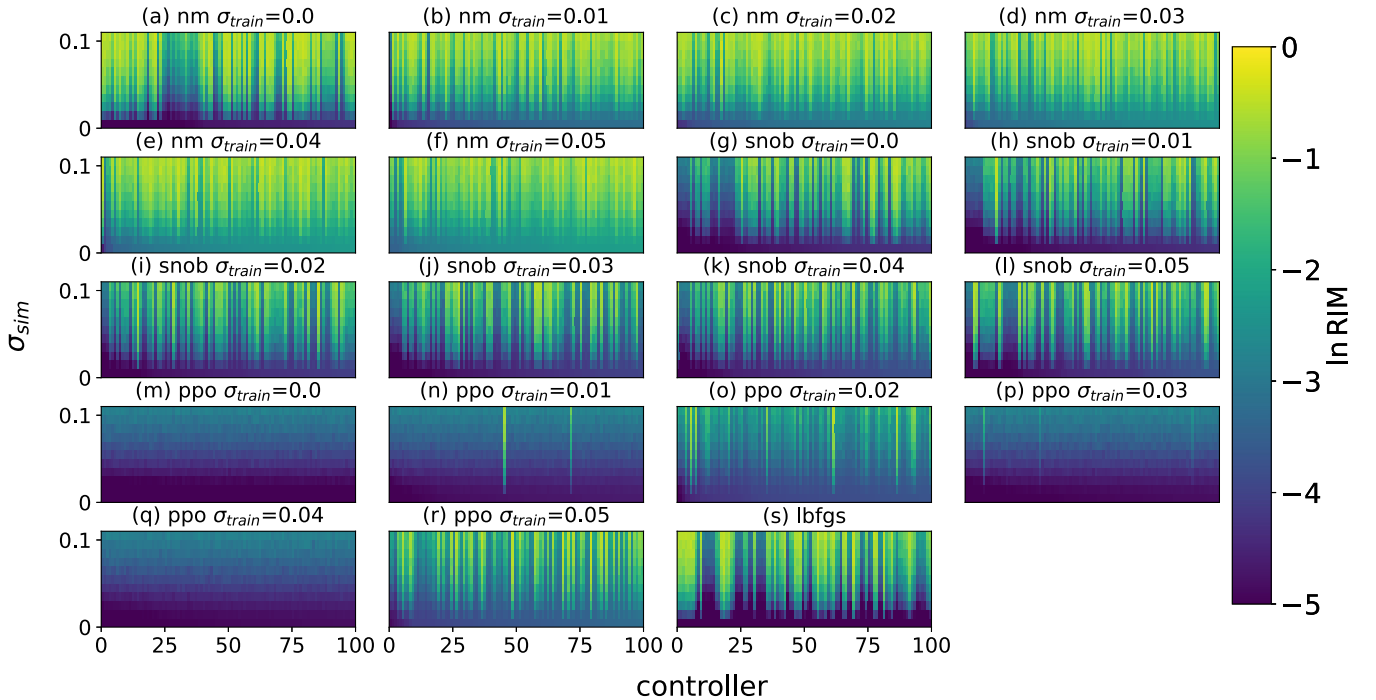 (a) nm σtrain=0.0
(b) nm σtrain=0.01
(c) nm σtrain=0.02
(d) nm σtrain=0.03
0.1
0
(e) nm σtrain=0.04
(f) nm σtrain=0.05
(g) snob σtrain=0.0
(h) snob σtrain=0.01
0.1
0
(i) snob σtrain=0.02
(j) snob σtrain=0.03
(k) snob σtrain=0.04
(l) snob σtrain=0.05
0.1
0
(m) ppo σtrain=0.0
(n) ppo σtrain=0.01
(o) ppo σtrain=0.02
(p) ppo σtrain=0.03
0.1
0
(q) ppo σtrain=0.04
(r) ppo σtrain=0.05
(s) lbfgs
0.1
0
0 25 50 75 100
0 25 50 75 100
0 25 50 75 100
σsim
controller
0
−1
−2
−3
−4
−5
ln RIM